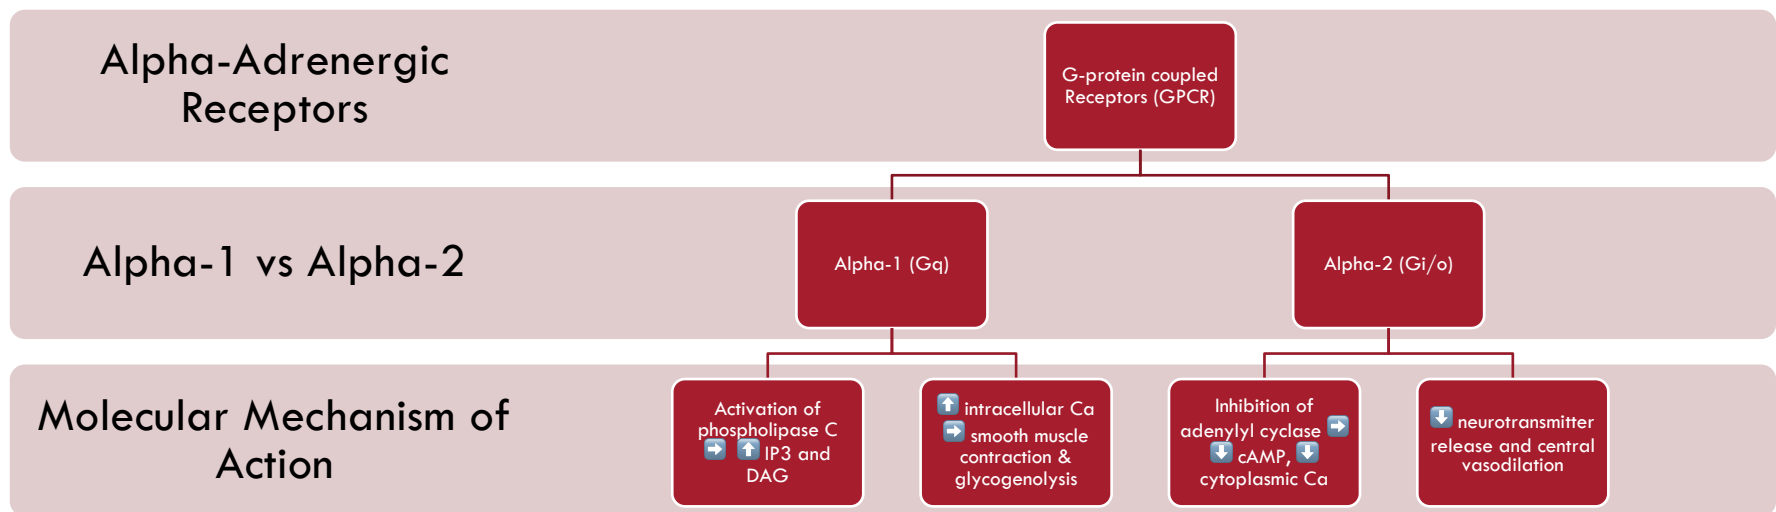 Alpha-Adrenergic
Receptors
G-protein coupled
Receptors (GPCR)
Alpha-1 vs Alpha-2
Alpha-1 (Gq)
Alpha-2 (Gi/o)
Molecular Mechanism of
Action
Activation of
phospholipase C
➡️ ⬆️ IP3 and
DAG
⬆️ intracellular Ca
➡️ smooth muscle
contraction &
glycogenolysis
Inhibition of
adenylyl cyclase ➡️
⬇️ cAMP, ⬇️
cytoplasmic Ca
⬇️ neurotransmitter
release and central
vasodilation